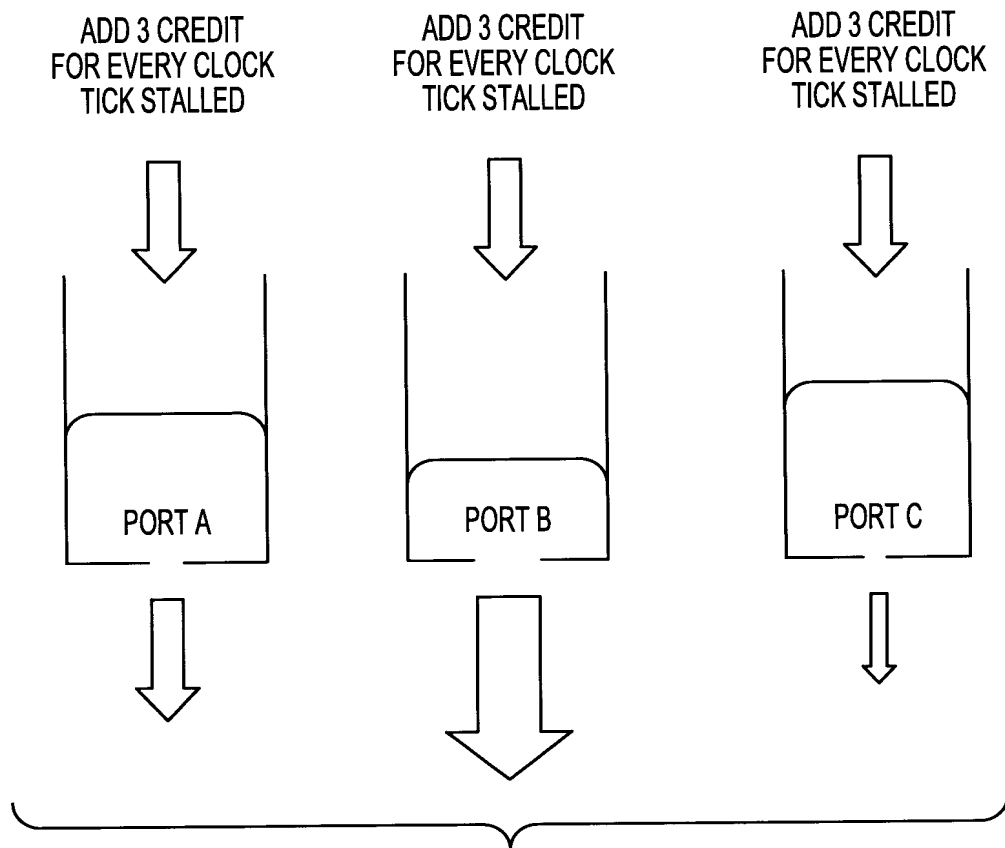 ADD 3 CREDIT
FOR EVERY CLOCK
TICK STALLED
ADD 3 CREDIT
FOR EVERY CLOCK
TICK STALLED
ADD 3 CREDIT
FOR EVERY CLOCK
TICK STALLED
PORT A
PORT B
PORT C